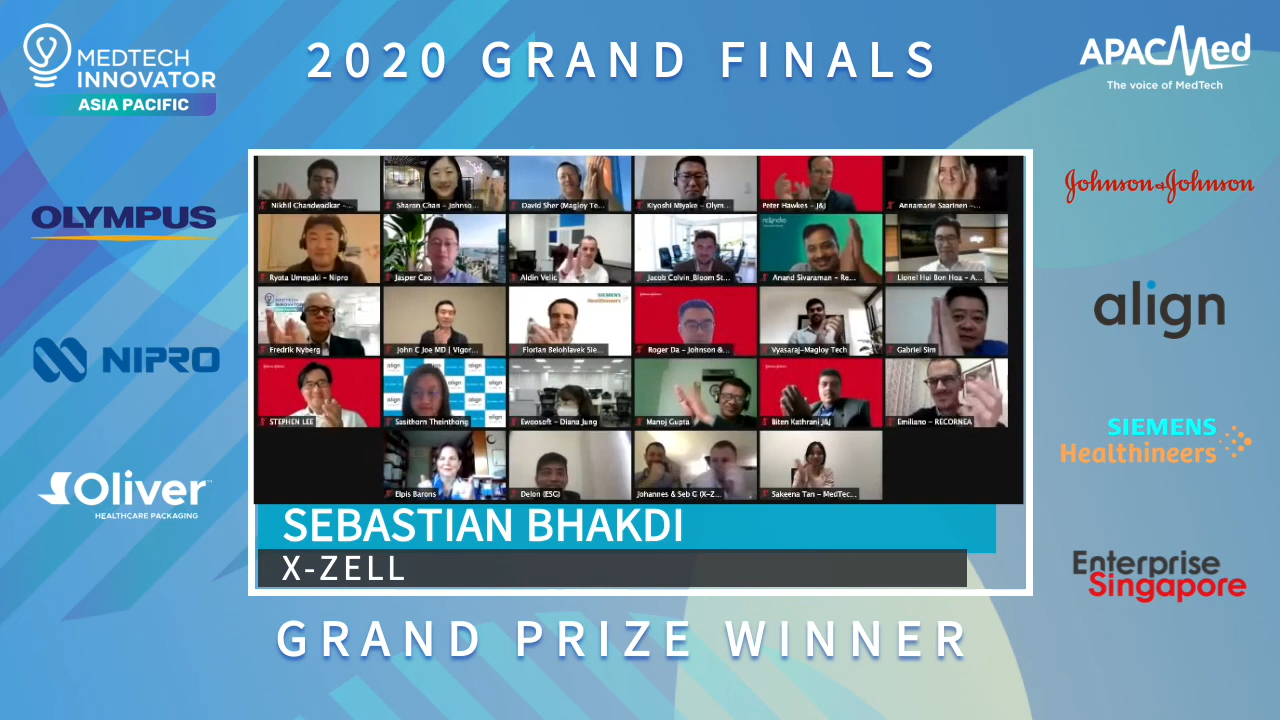 2020 GRAND FINALS
MEDTECH
INNOVATOR
ASIA PACIFIC
APACMed
The voice of MedTech
OLYMPUS
NIPRO
Oliver
HEALTHCARE PACKAGING
Johnson & Johnson
align
SIEMENS
Healthineers
Enterprise
Singapore
Nikhil Chandwadkar - ...
Sharon Chan - Johnso...
David Sher (Magloy Te...
Kiyoshi Miyake - Olym...
Peter Hawkes - J&J
Annamarie Saarinen - ...
Ryota Umegaki - Nipro
Jasper Cao
Aldin Velic
Jacob Colvin_Bloom St...
Anand Sivaraman - Re...
Lionel Hui Bon Hoa - A...
Fredrik Nyberg
John C Joe MD | Vigor...
Florian Belohlavek Sie...
SIEMENS
Healthineers
Roger Da - Johnson &...
Vyasaraj-Magloy Tech
Gabriel Sim
STEPHEN LEE
Sasithorn Theinthong
Ewoosoft - Diana Jung
Manoj Gupta
Biten Kathrani J&J
Emiliano - RECORNEA
Elpis Barons
Delon (ESG)
Johannes & Seb G (X-Z...
Sakeena Tan - MedTec...
SEBASTIAN BHAKDI
X-ZELL
GRAND PRIZE WINNER